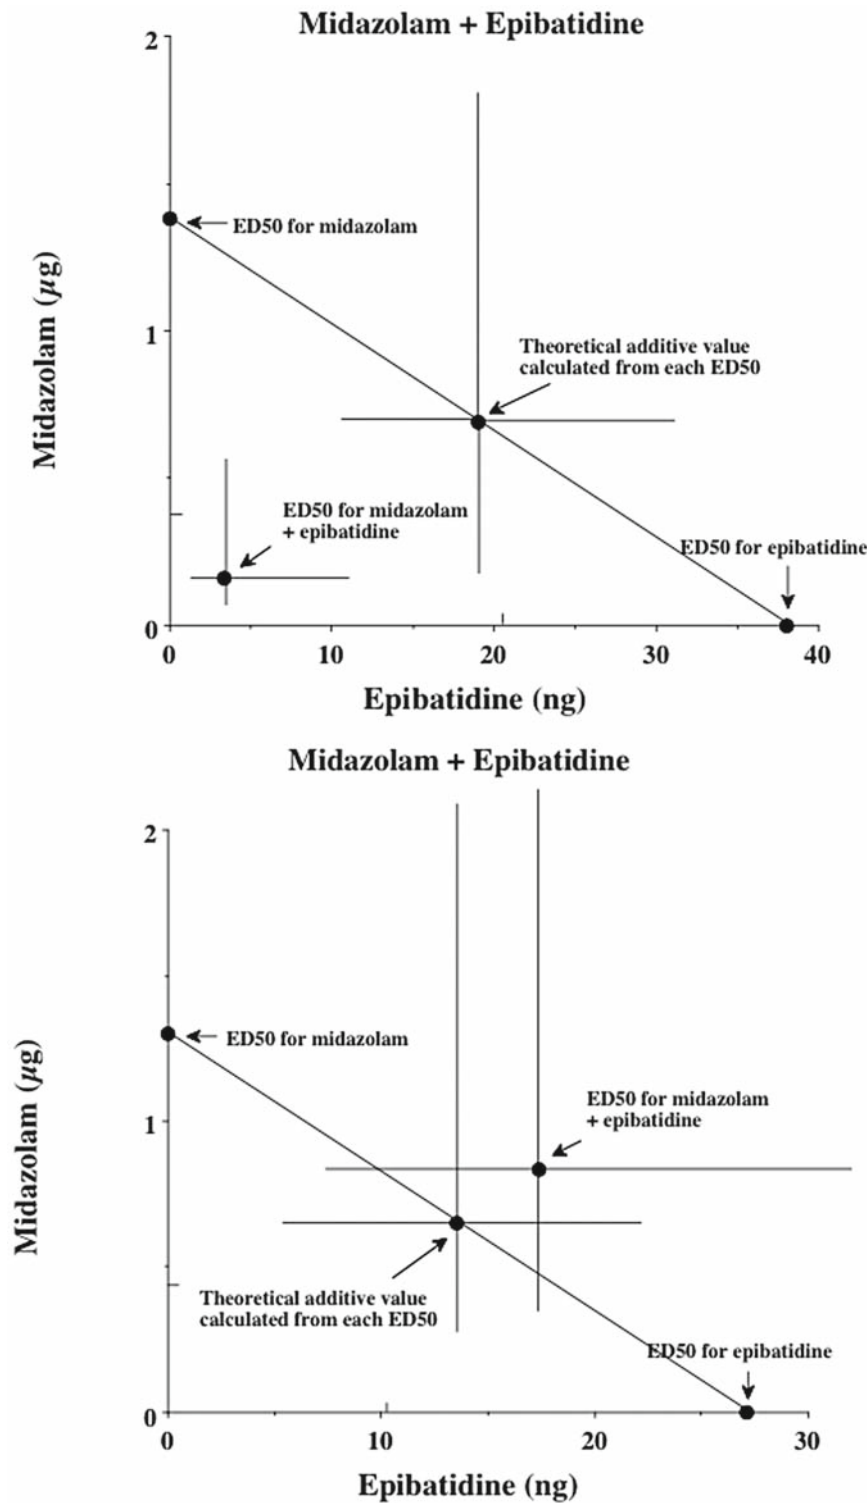 Midazolam + Epibatidine
2
ED50 for midazolam
Midazolam (µg)
1
Theoretical additive value
calculated from each ED50
ED50 for midazolam
+ epibatidine
ED50 for epibatidine
0
0
10
20
30
40
Epibatidine (ng)
Midazolam + Epibatidine
2
ED50 for midazolam
Midazolam (µg)
ED50 for midazolam
+ epibatidine
1
Theoretical additive value
calculated from each ED50
ED50 for epibatidine
0
0
10
20
30
Epibatidine (ng)